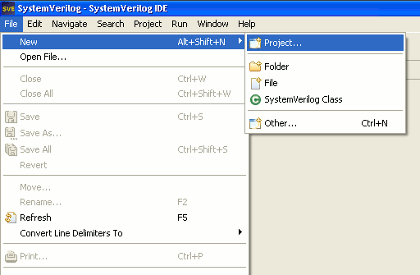 SVE SystemVerilog - SystemVerilog IDE
File Edit Navigate Search Project Run Window Help
New Alt+Shift+N
Open File...
Close Ctrl+W
Close All Ctrl+Shift+W
Save Ctrl+S
Save As...
Save All Ctrl+Shift+S
Revert
Move...
Rename... F2
Refresh F5
Convert Line Delimiters To
Print... Ctrl+P
Project...
Folder
File
C SystemVerilog Class
Other... Ctrl+N